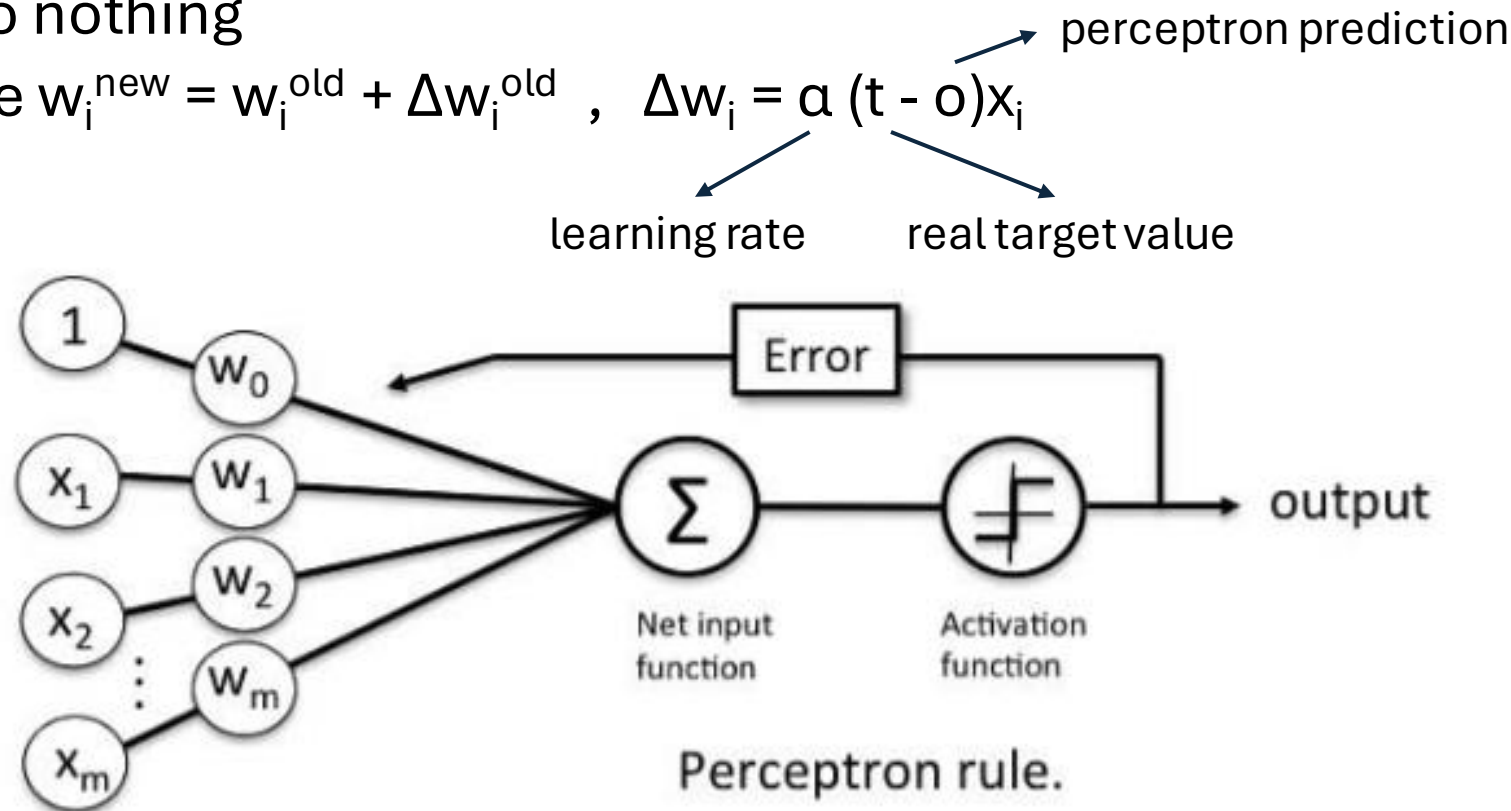 o nothing
perceptron prediction
e wᵢⁿᵉʷ = wᵢᵒˡᵈ + Δwᵢᵒˡᵈ , Δwᵢ = α (t - o)xᵢ
learning rate real target value
1
w₀
Error
x₁ w₁
Σ
output
x₂ w₂
⋮
wₘ
xₘ
Net input
function
Activation
function
Perceptron rule.